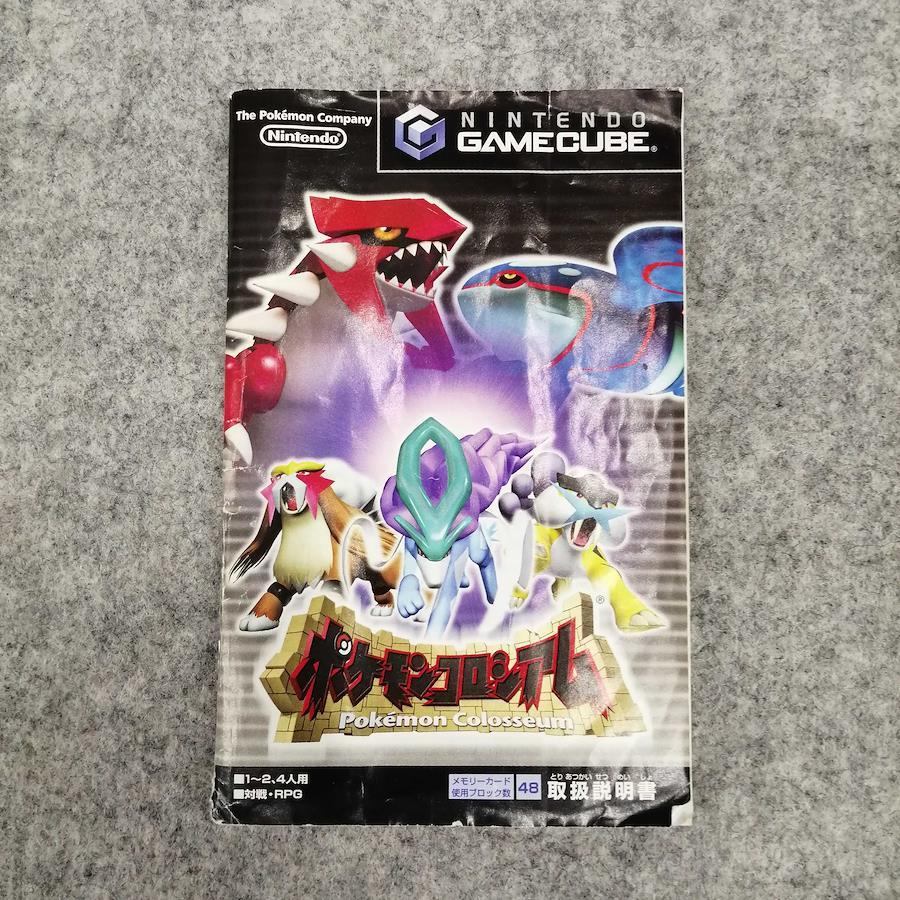 The Pokémon Company
Nintendo
NINTENDO
GAMECUBE
ポケモンコロシアム
Pokémon Colosseum
■1~2、4人用
■対戦・RPG
メモリーカード
使用ブロック数
48
とり あつかい せつ めい しょ
取扱説明書